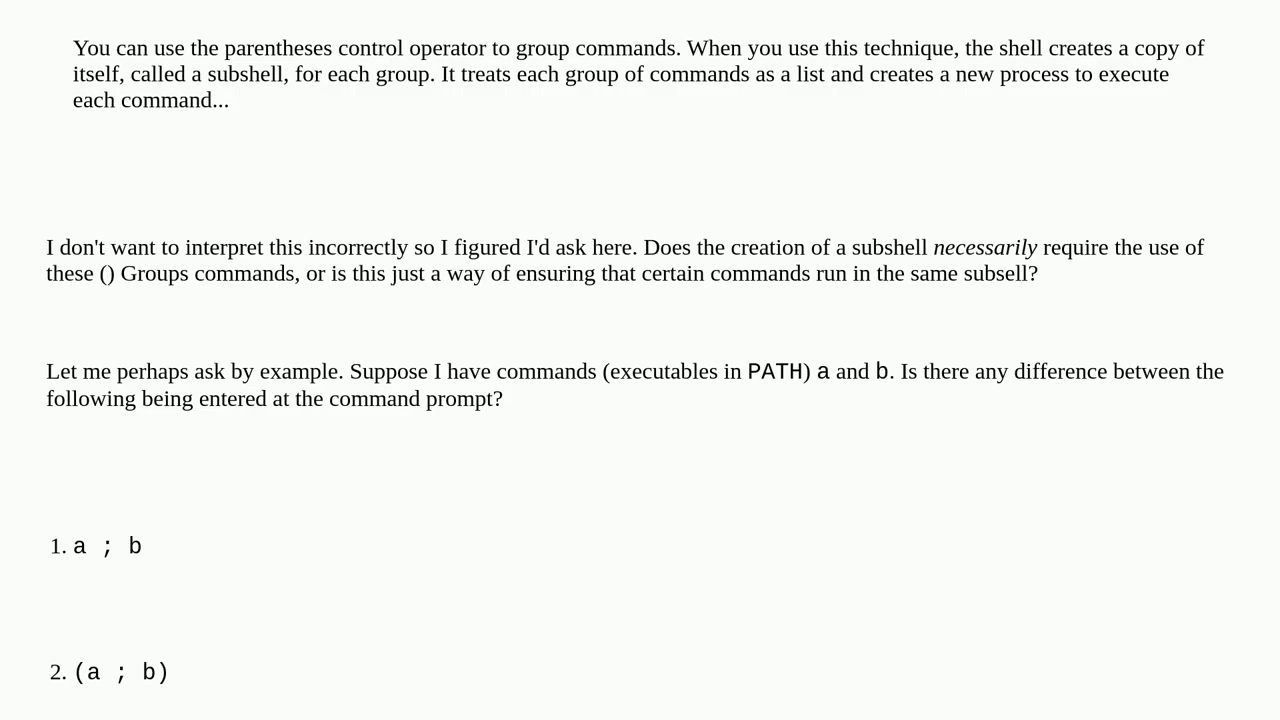 You can use the parentheses control operator to group commands. When you use this technique, the shell creates a copy of
itself, called a subshell, for each group. It treats each group of commands as a list and creates a new process to execute
each command...
I don't want to interpret this incorrectly so I figured I'd ask here. Does the creation of a subshell necessarily require the use of
these () Groups commands, or is this just a way of ensuring that certain commands run in the same subsell?
Let me perhaps ask by example. Suppose I have commands (executables in PATH) a and b. Is there any difference between the
following being entered at the command prompt?
1. a ; b
2. (a ; b)